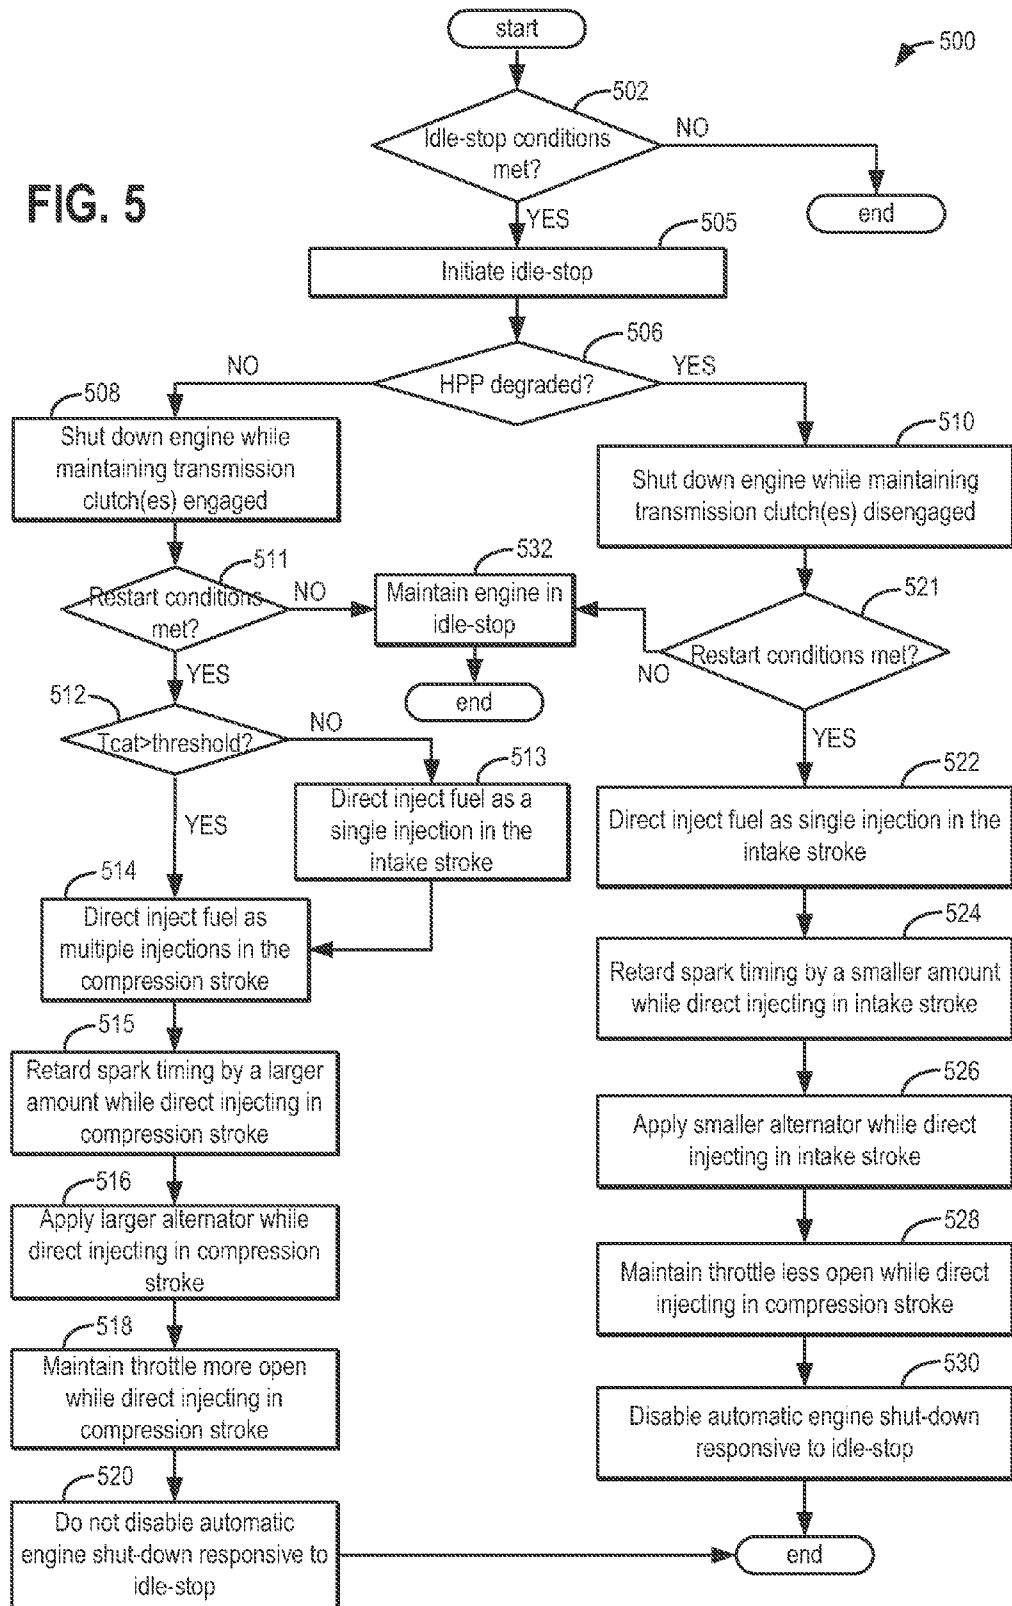 start
500
502
Idle-stop conditions
met?
NO
end
FIG. 5
YES
505
Initiate idle-stop
506
HPP degraded?
NO
YES
508
Shut down engine while
maintaining transmission
clutch(es) engaged
510
Shut down engine while maintaining
transmission clutch(es) disengaged
511
Restart conditions
met?
NO
532
Maintain engine in
idle-stop
end
521
Restart conditions met?
NO
YES
YES
512
Tcat>threshold?
NO
YES
513
Direct inject fuel as a
single injection in the
intake stroke
522
Direct inject fuel as single injection in the
intake stroke
514
Direct inject fuel as
multiple injections in the
compression stroke
524
Retard spark timing by a smaller amount
while direct injecting in intake stroke
515
Retard spark timing by a larger
amount while direct injecting in
compression stroke
526
Apply smaller alternator while direct
injecting in intake stroke
516
Apply larger alternator while
direct injecting in compression
stroke
528
Maintain throttle less open while direct
injecting in compression stroke
518
Maintain throttle more open
while direct injecting in
compression stroke
530
Disable automatic engine shut-down
responsive to idle-stop
520
Do not disable automatic
engine shut-down responsive to
idle-stop
end